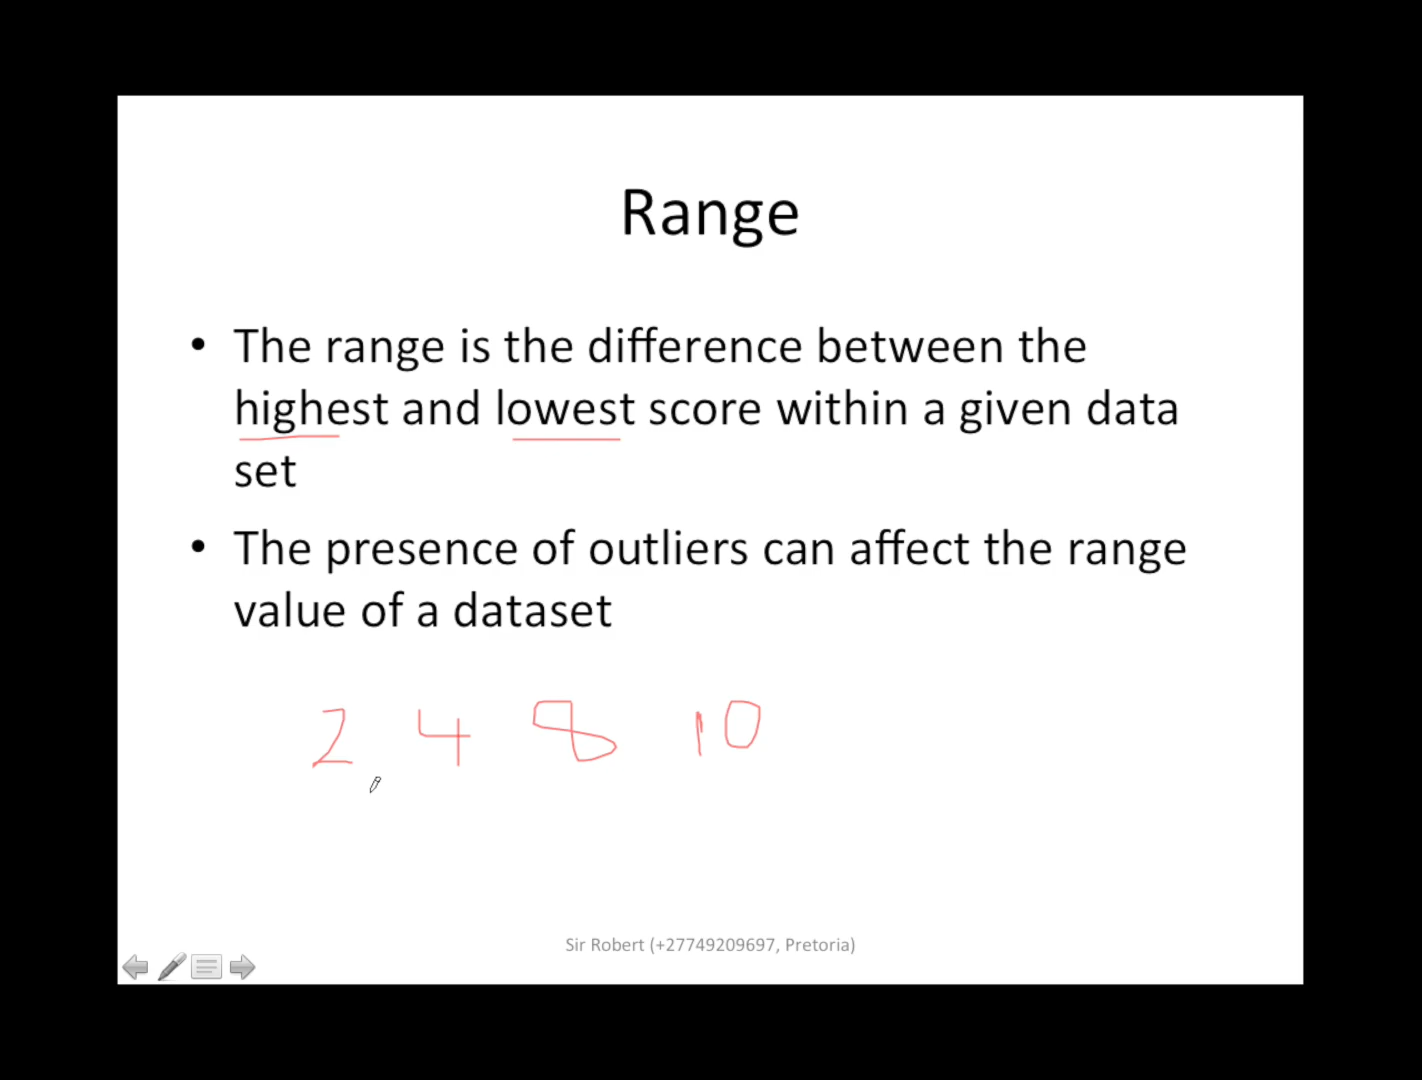 Range
• The range is the difference between the
highest and lowest score within a given data
set
• The presence of outliers can affect the range
value of a dataset
2 4 8 10
Sir Robert (+27749209697, Pretoria)